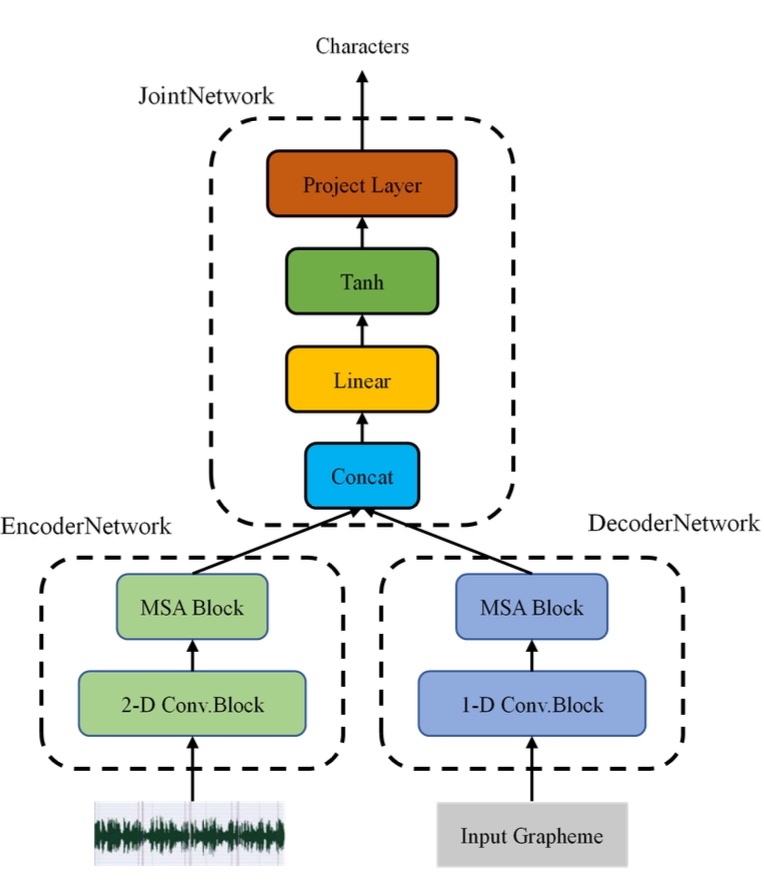 Characters
JointNetwork
Project Layer
Tanh
Linear
Concat
EncoderNetwork
DecoderNetwork
MSA Block
MSA Block
2-D Conv.Block
1-D Conv.Block
Input Grapheme